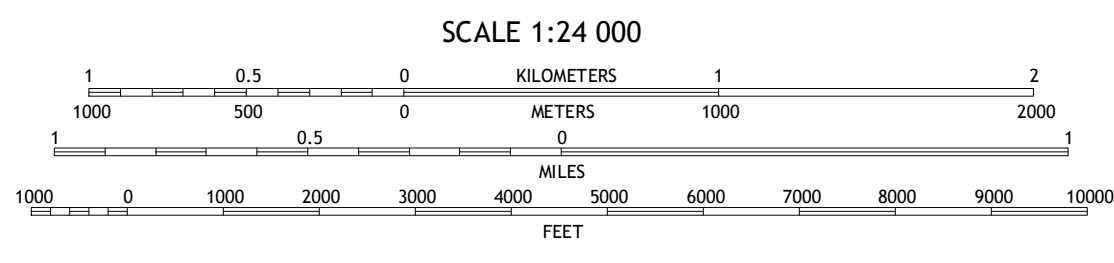 SCALE 1:24 000
1 0.5 0 KILOMETERS 1 2
1000 500 0 METERS 1000 2000
1 0.5 0 1
MILES
1000 0 1000 2000 3000 4000 5000 6000 7000 8000 9000 10000
FEET